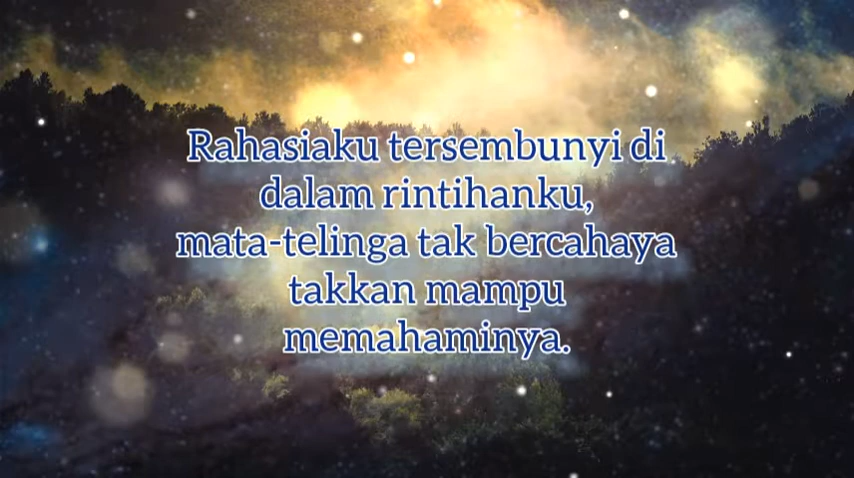 Rahasiaku tersembunyi di
dalam rintihanku,
mata-telinga tak bercahaya
takkan mampu
memahaminya.